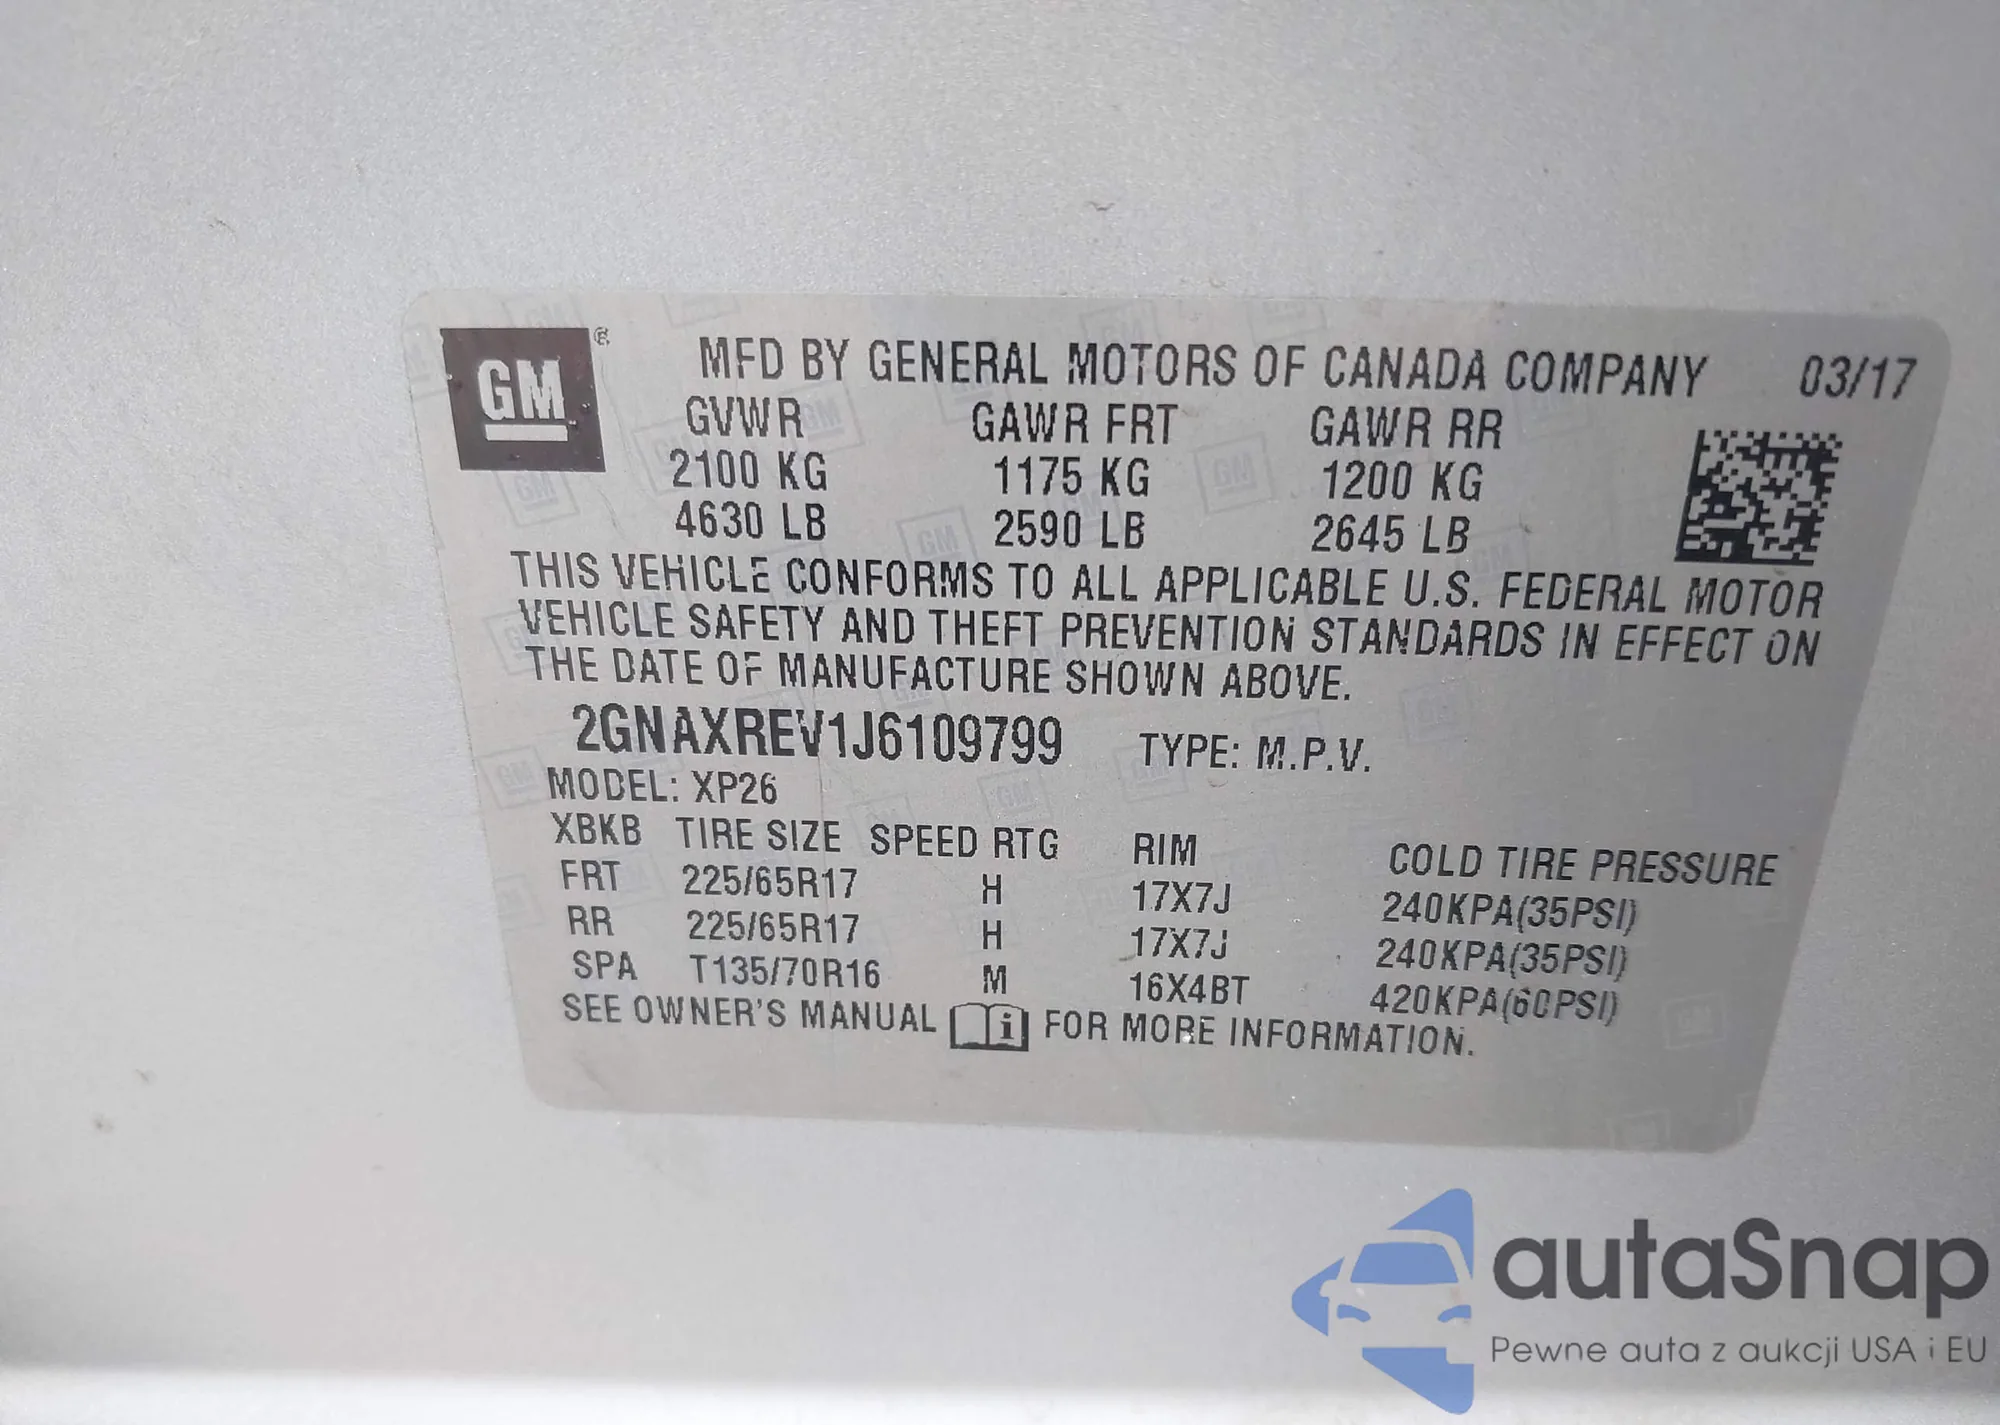 GM ®
MFD BY GENERAL MOTORS OF CANADA COMPANY 03/17
GVWR GAWR FRT GAWR RR
2100 KG 1175 KG 1200 KG
4630 LB 2590 LB 2645 LB
THIS VEHICLE CONFORMS TO ALL APPLICABLE U.S. FEDERAL MOTOR
VEHICLE SAFETY AND THEFT PREVENTION STANDARDS IN EFFECT ON
THE DATE OF MANUFACTURE SHOWN ABOVE.
2GNAXREV1J6109799 TYPE: M.P.V.
MODEL: XP26
XBKB TIRE SIZE SPEED RTG RIM COLD TIRE PRESSURE
FRT 225/65R17 H 17X7J 240KPA(35PSI)
RR 225/65R17 H 17X7J 240KPA(35PSI)
SPA T135/70R16 M 16X4BT 420KPA(60PSI)
SEE OWNER'S MANUAL i FOR MORE INFORMATION.
autaSnap
Pewne auta z aukcji USA i EU